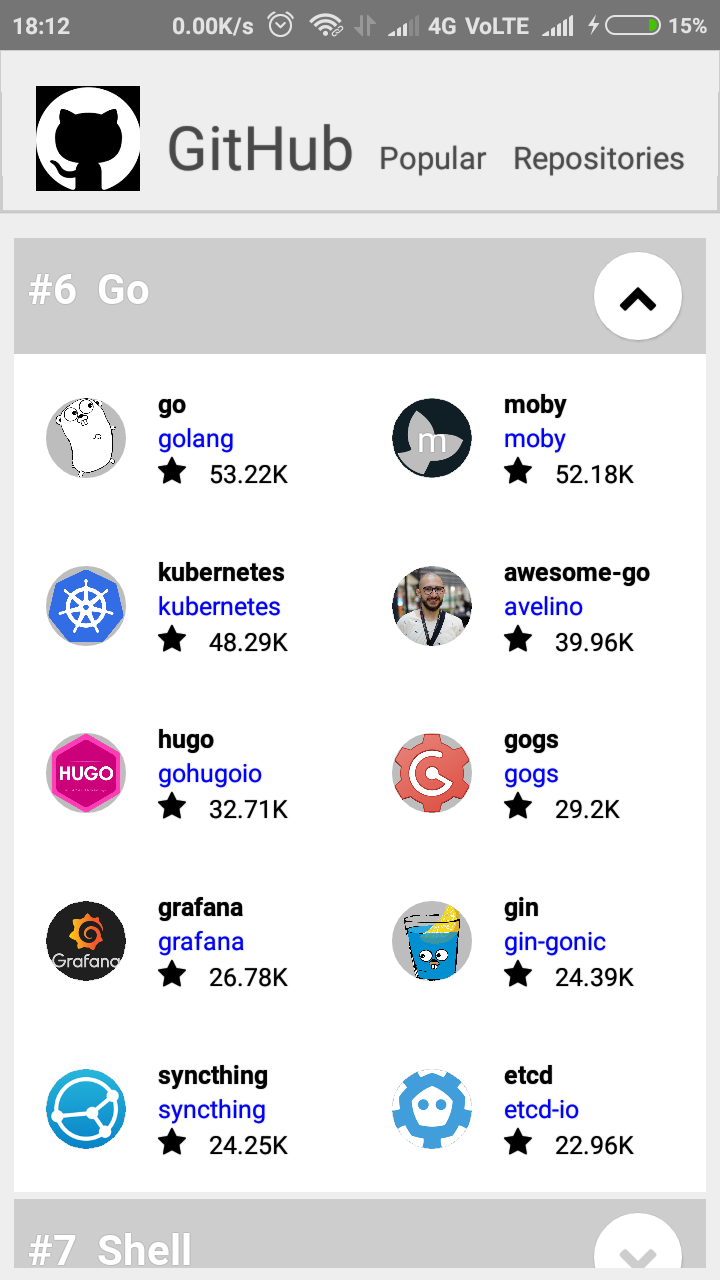 18:12 0.00K/s 4G VoLTE 15%
GitHub Popular Repositories
#6 Go
go
golang
53.22K
moby
moby
52.18K
m
kubernetes
kubernetes
48.29K
awesome-go
avelino
39.96K
HUGO
hugo
gohugoio
32.71K
gogs
gogs
29.2K
Grafana
grafana
grafana
26.78K
gin
gin-gonic
24.39K
syncthing
syncthing
24.25K
etcd
etcd-io
22.96K
#7 Shell